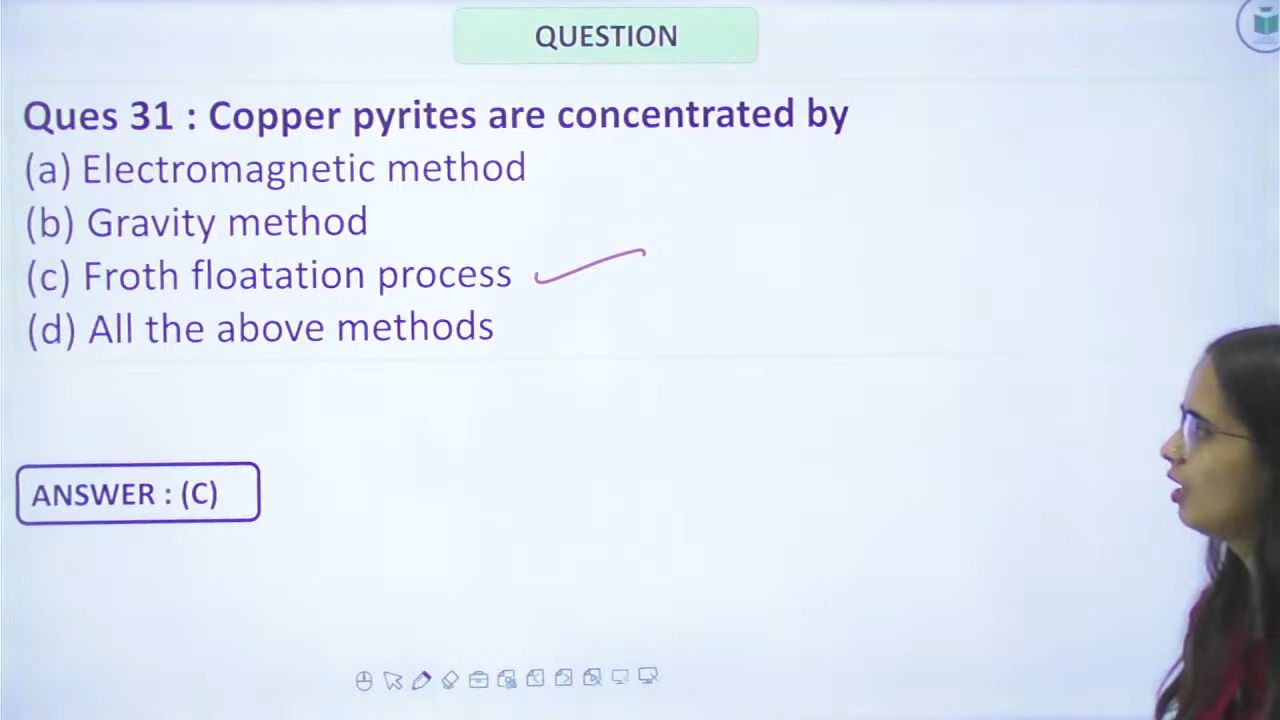 QUESTION
Ques 31 : Copper pyrites are concentrated by
(a) Electromagnetic method
(b) Gravity method
(c) Froth floatation process
(d) All the above methods
ANSWER : (C)